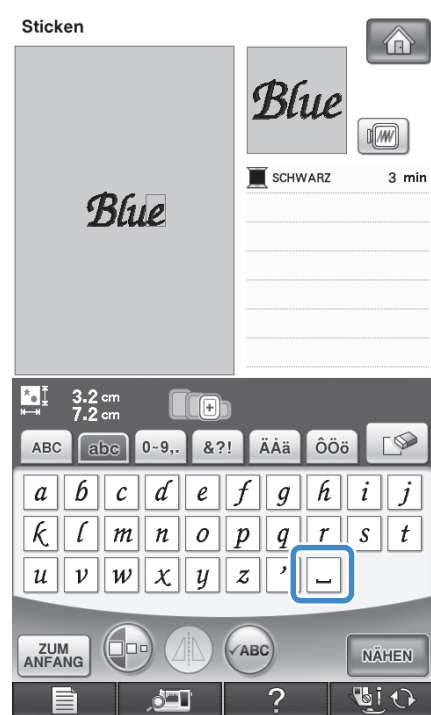 Sticken
Blue
Blue
SCHWARZ 3 min
3.2 cm
7.2 cm
ABC abc 0~9,. &?! ÄÅä ÔÖö
a b c d e f g h i j
k l m n o p q r s t
u v w x y z ’ ⎵
ZUM ANFANG
✓ABC
NÄHEN
?